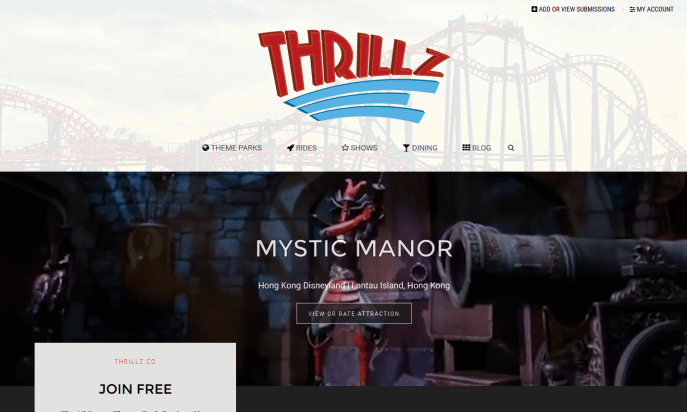 ADD OR VIEW SUBMISSIONS MY ACCOUNT
THRILLZ
THEME PARKS RIDES SHOWS DINING BLOG
MYSTIC MANOR
Hong Kong Disneyland | Lantau Island, Hong Kong
VIEW OR RATE ATTRACTION
THRILLZ.CO
JOIN FREE